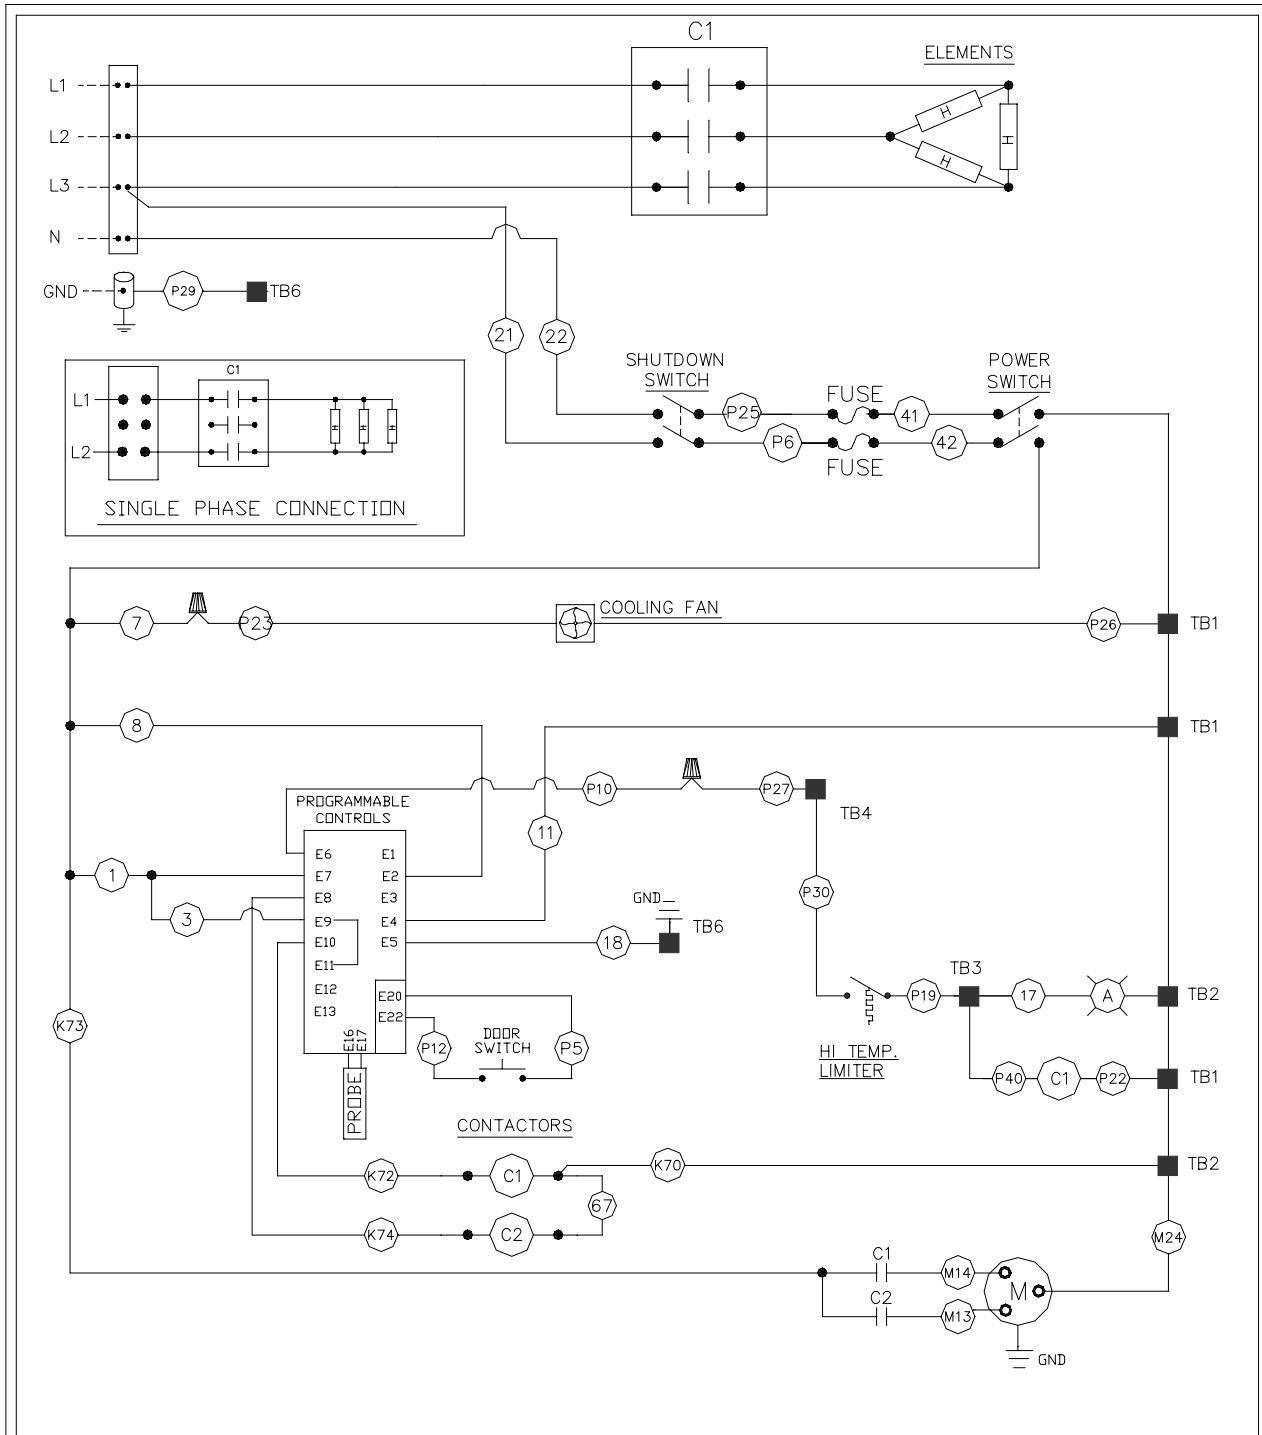 C1
ELEMENTS
L1
H
L2
H
H
L3
N
GND
P29
TB6
21
22
SHUTDOWN
SWITCH
POWER
SWITCH
FUSE
P25
41
P6
42
FUSE
C1
L1
H
H
H
L2
SINGLE PHASE CONNECTION
COOLING FAN
7
P23
P26
TB1
8
TB1
P10
P27
TB4
PROGRAMMABLE
CONTROLS
11
E6
E1
1
E7
E2
E8
E3
P30
3
E9
E4
GND
TB6
E10
E5
18
E11
E12
E20
E13
E22
E16
E17
PROBE
P12
DOOR
SWITCH
P5
TB3
P19
17
A
TB2
HI TEMP.
LIMITER
P40
C1
P22
TB1
K73
CONTACTORS
K72
C1
K70
TB2
67
K74
C2
M24
C1
M14
M
C2
M13
GND